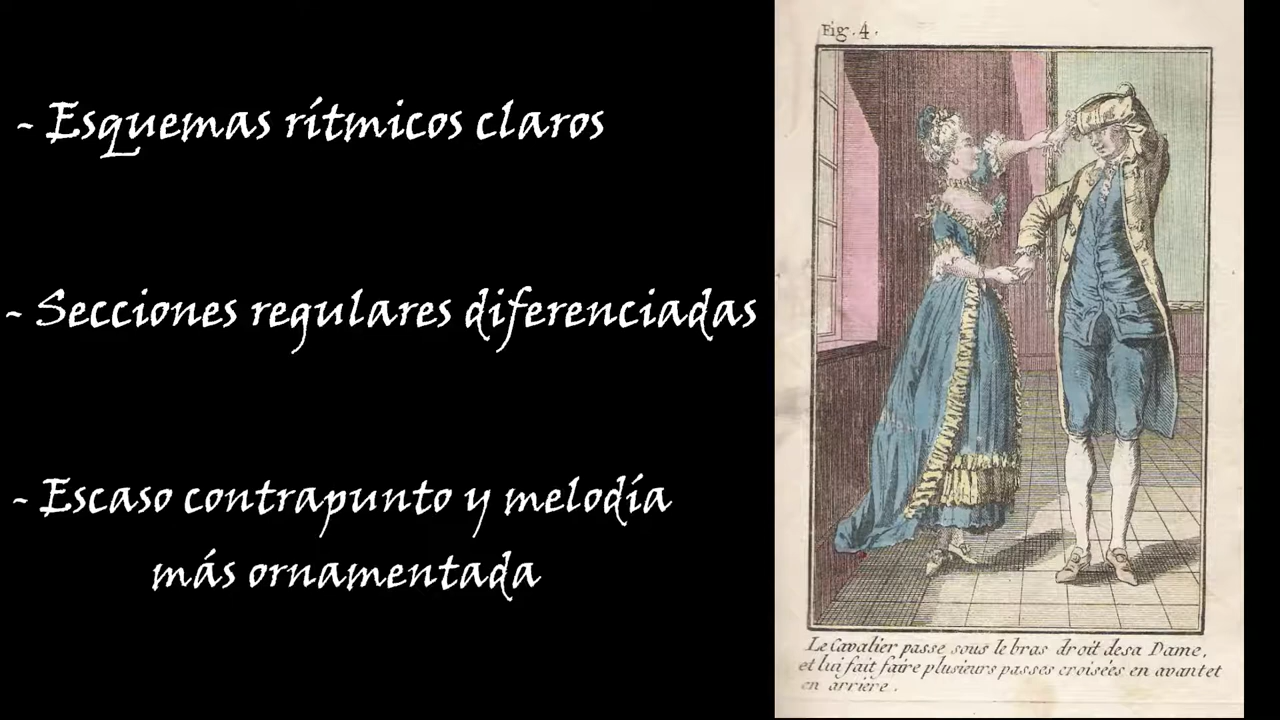 - Esquemas rítmicos claros
- Secciones regulares diferenciadas
- Escaso contrapunto y melodía
más ornamentada
Fig. 4.
Le Cavalier passe sous le bras droit de sa Dame,
et lui fait faire plusieurs passes croisées en avant et
en arrière.